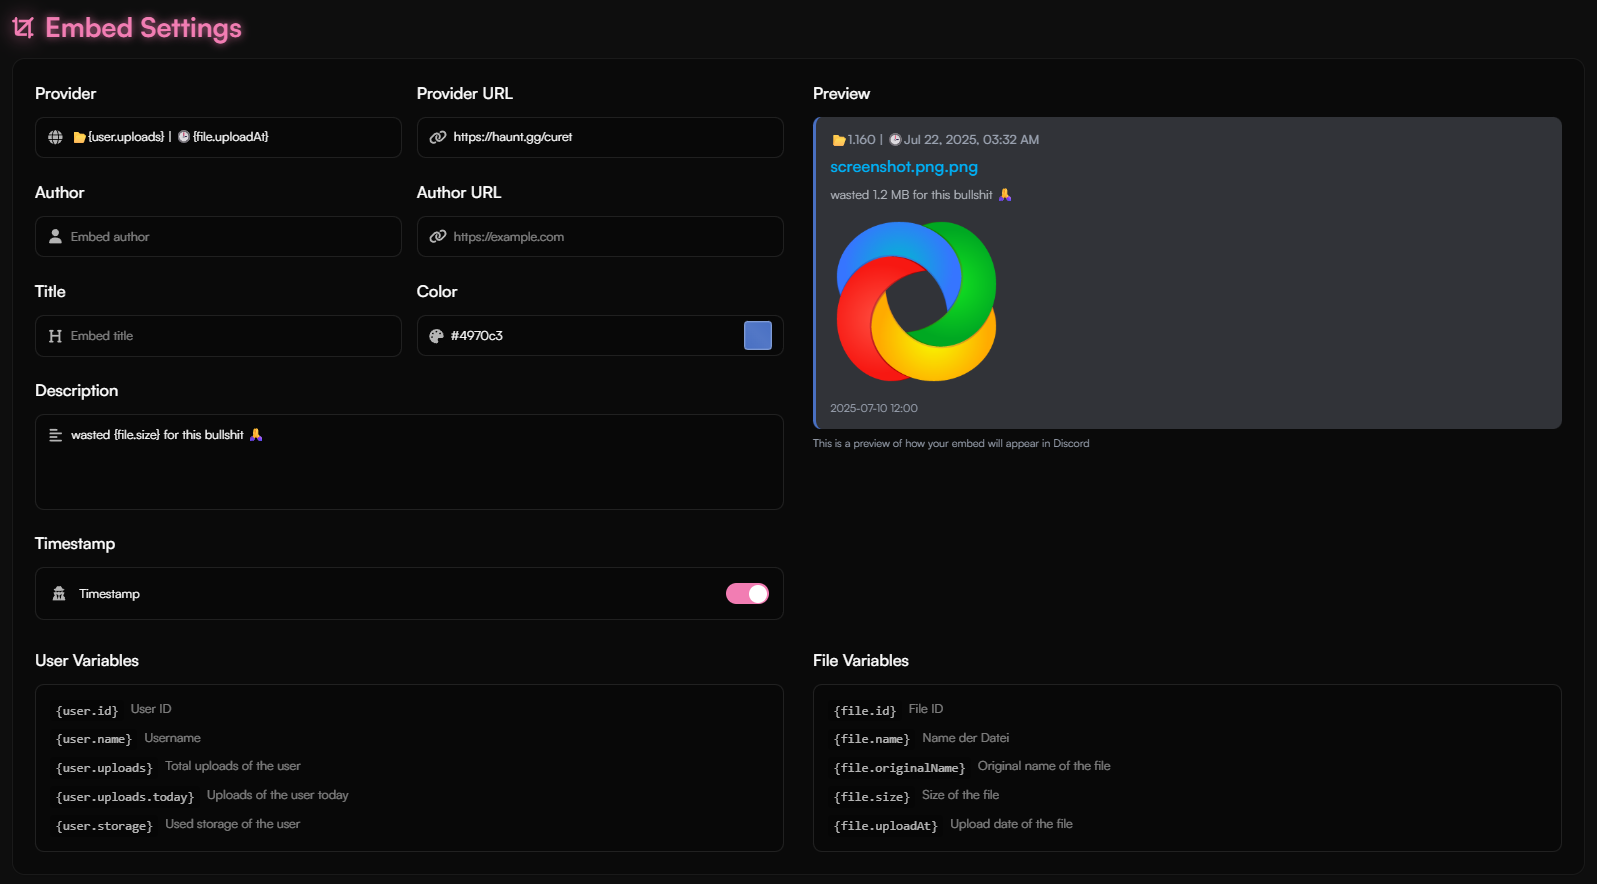 Embed Settings
Provider
📁{user.uploads} | 🕒{file.uploadAt}
Provider URL
https://haunt.gg/curet
Author
Embed author
Author URL
https://example.com
Title
Embed title
Color
#4970c3
Description
wasted {file.size} for this bullshit 🙏
Timestamp
Timestamp
Preview
📁1.160 | 🕒Jul 22, 2025, 03:32 AM
screenshot.png.png
wasted 1.2 MB for this bullshit 🙏
2025-07-10 12:00
This is a preview of how your embed will appear in Discord
User Variables
{user.id} User ID
{user.name} Username
{user.uploads} Total uploads of the user
{user.uploads.today} Uploads of the user today
{user.storage} Used storage of the user
File Variables
{file.id} File ID
{file.name} Name der Datei
{file.originalName} Original name of the file
{file.size} Size of the file
{file.uploadAt} Upload date of the file